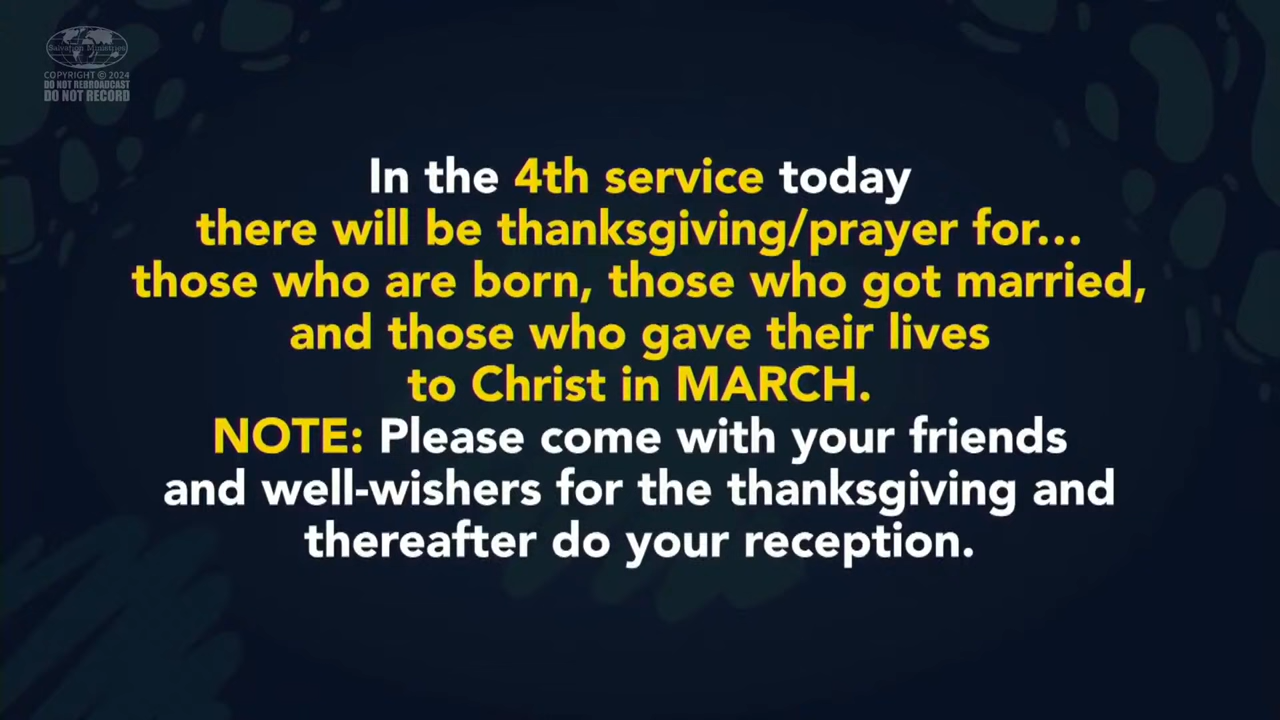 Salvation Ministries
COPYRIGHT © 2024
DO NOT REBROADCAST
DO NOT RECORD
In the 4th service today
there will be thanksgiving/prayer for...
those who are born, those who got married,
and those who gave their lives
to Christ in MARCH.
NOTE: Please come with your friends
and well-wishers for the thanksgiving and
thereafter do your reception.